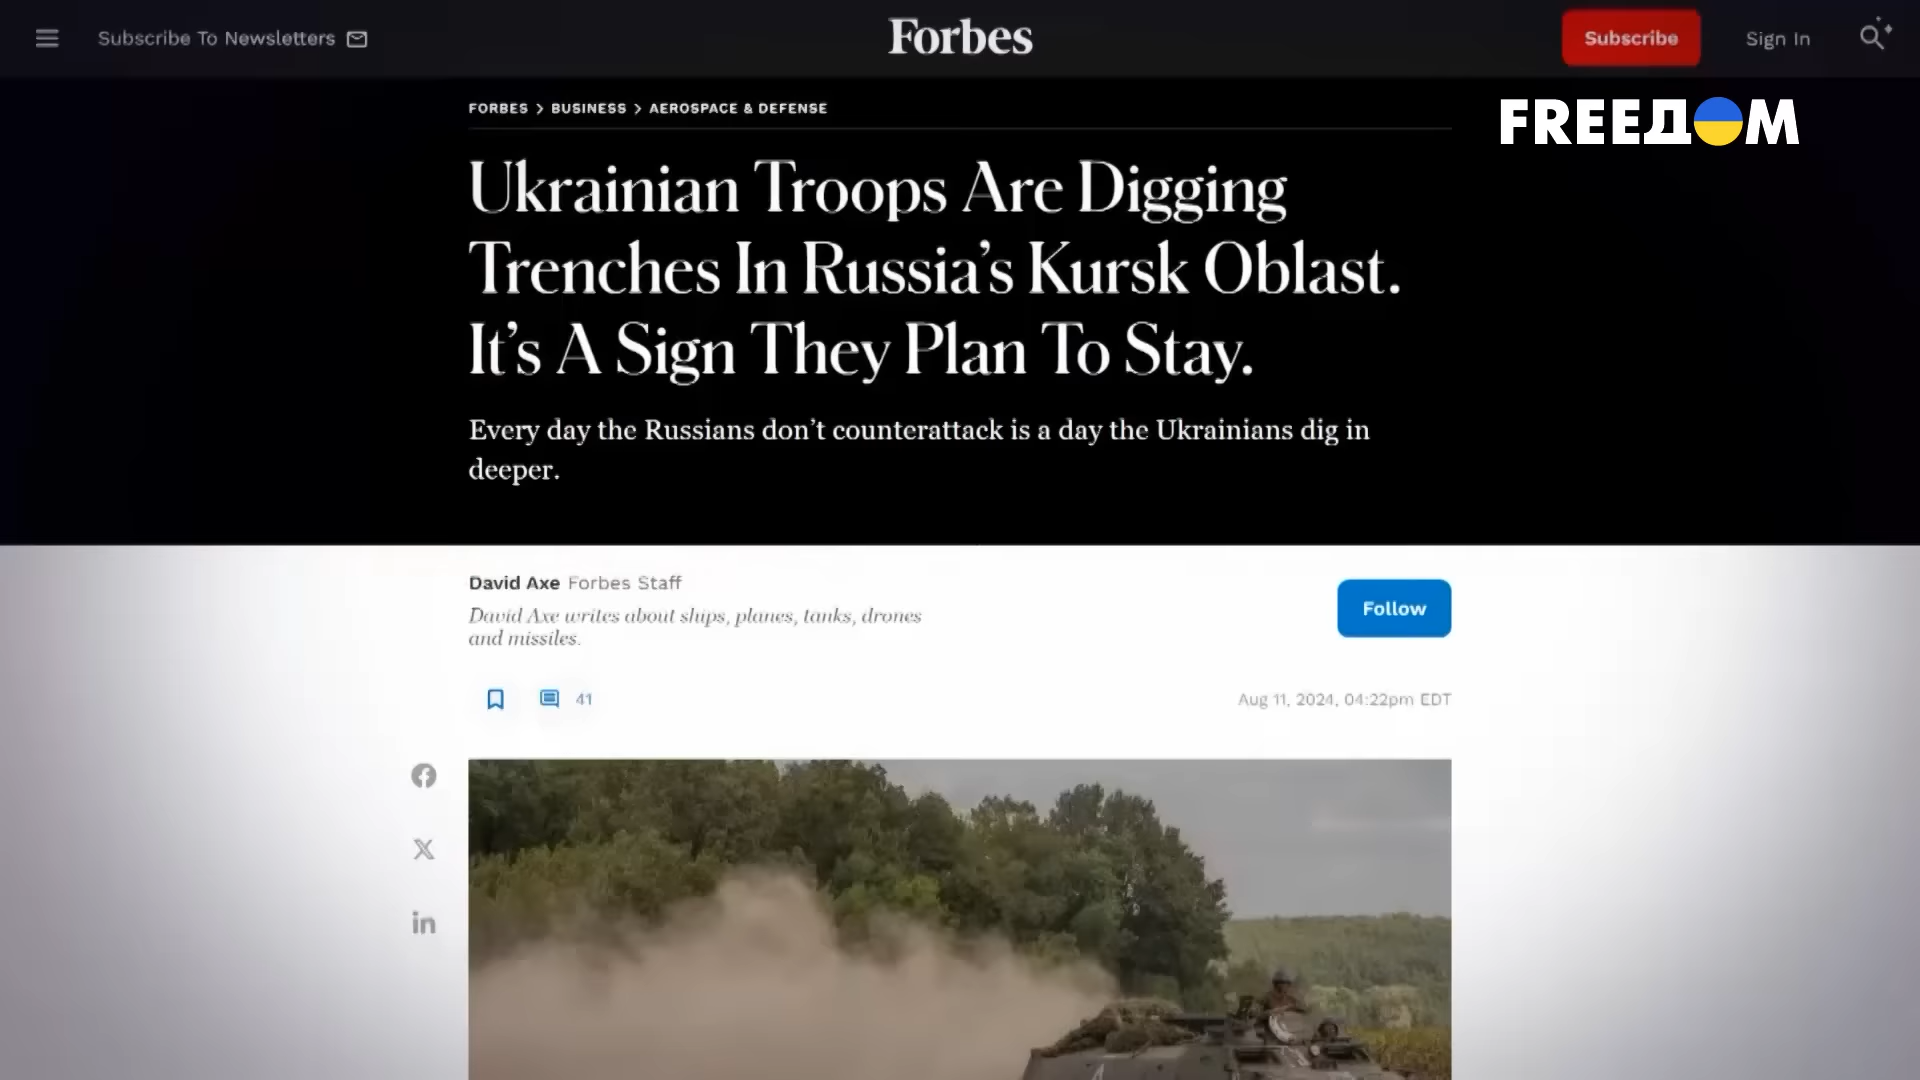 Subscribe To Newsletters
Forbes
Subscribe
Sign In
FORBES > BUSINESS > AEROSPACE & DEFENSE
FREEДOM
Ukrainian Troops Are Digging
Trenches In Russia’s Kursk Oblast.
It’s A Sign They Plan To Stay.
Every day the Russians don’t counterattack is a day the Ukrainians dig in
deeper.
David Axe Forbes Staff
David Axe writes about ships, planes, tanks, drones
and missiles.
Follow
41
Aug 11, 2024, 04:22pm EDT